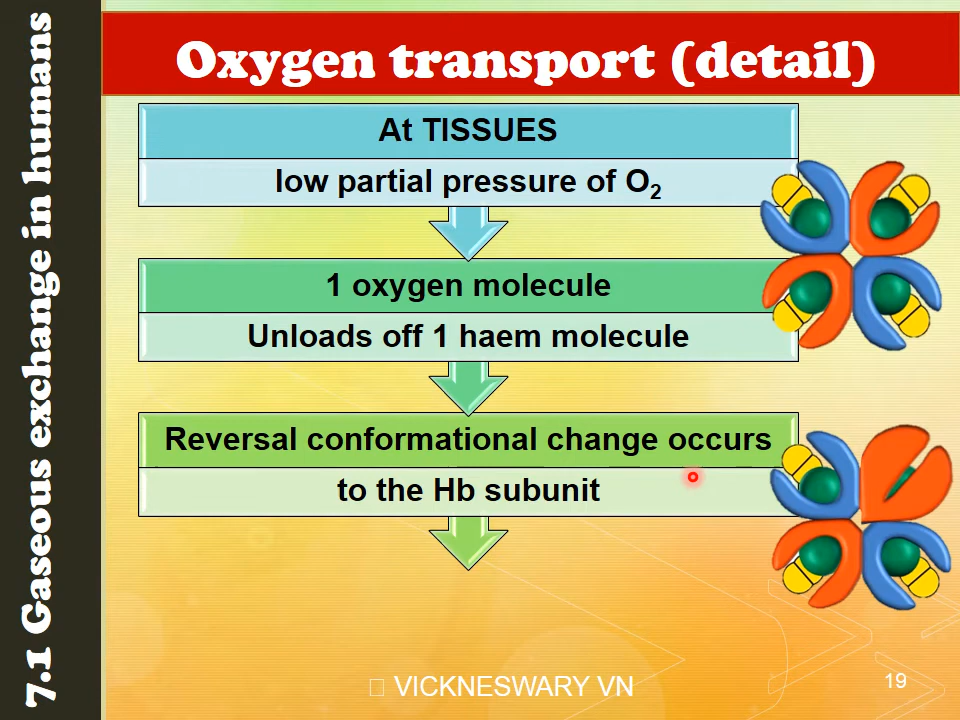 7.1 Gaseous exchange in humans
Oxygen transport (detail)
At TISSUES
low partial pressure of O₂
1 oxygen molecule
Unloads off 1 haem molecule
Reversal conformational change occurs
to the Hb subunit
VICKNESWARY VN
19